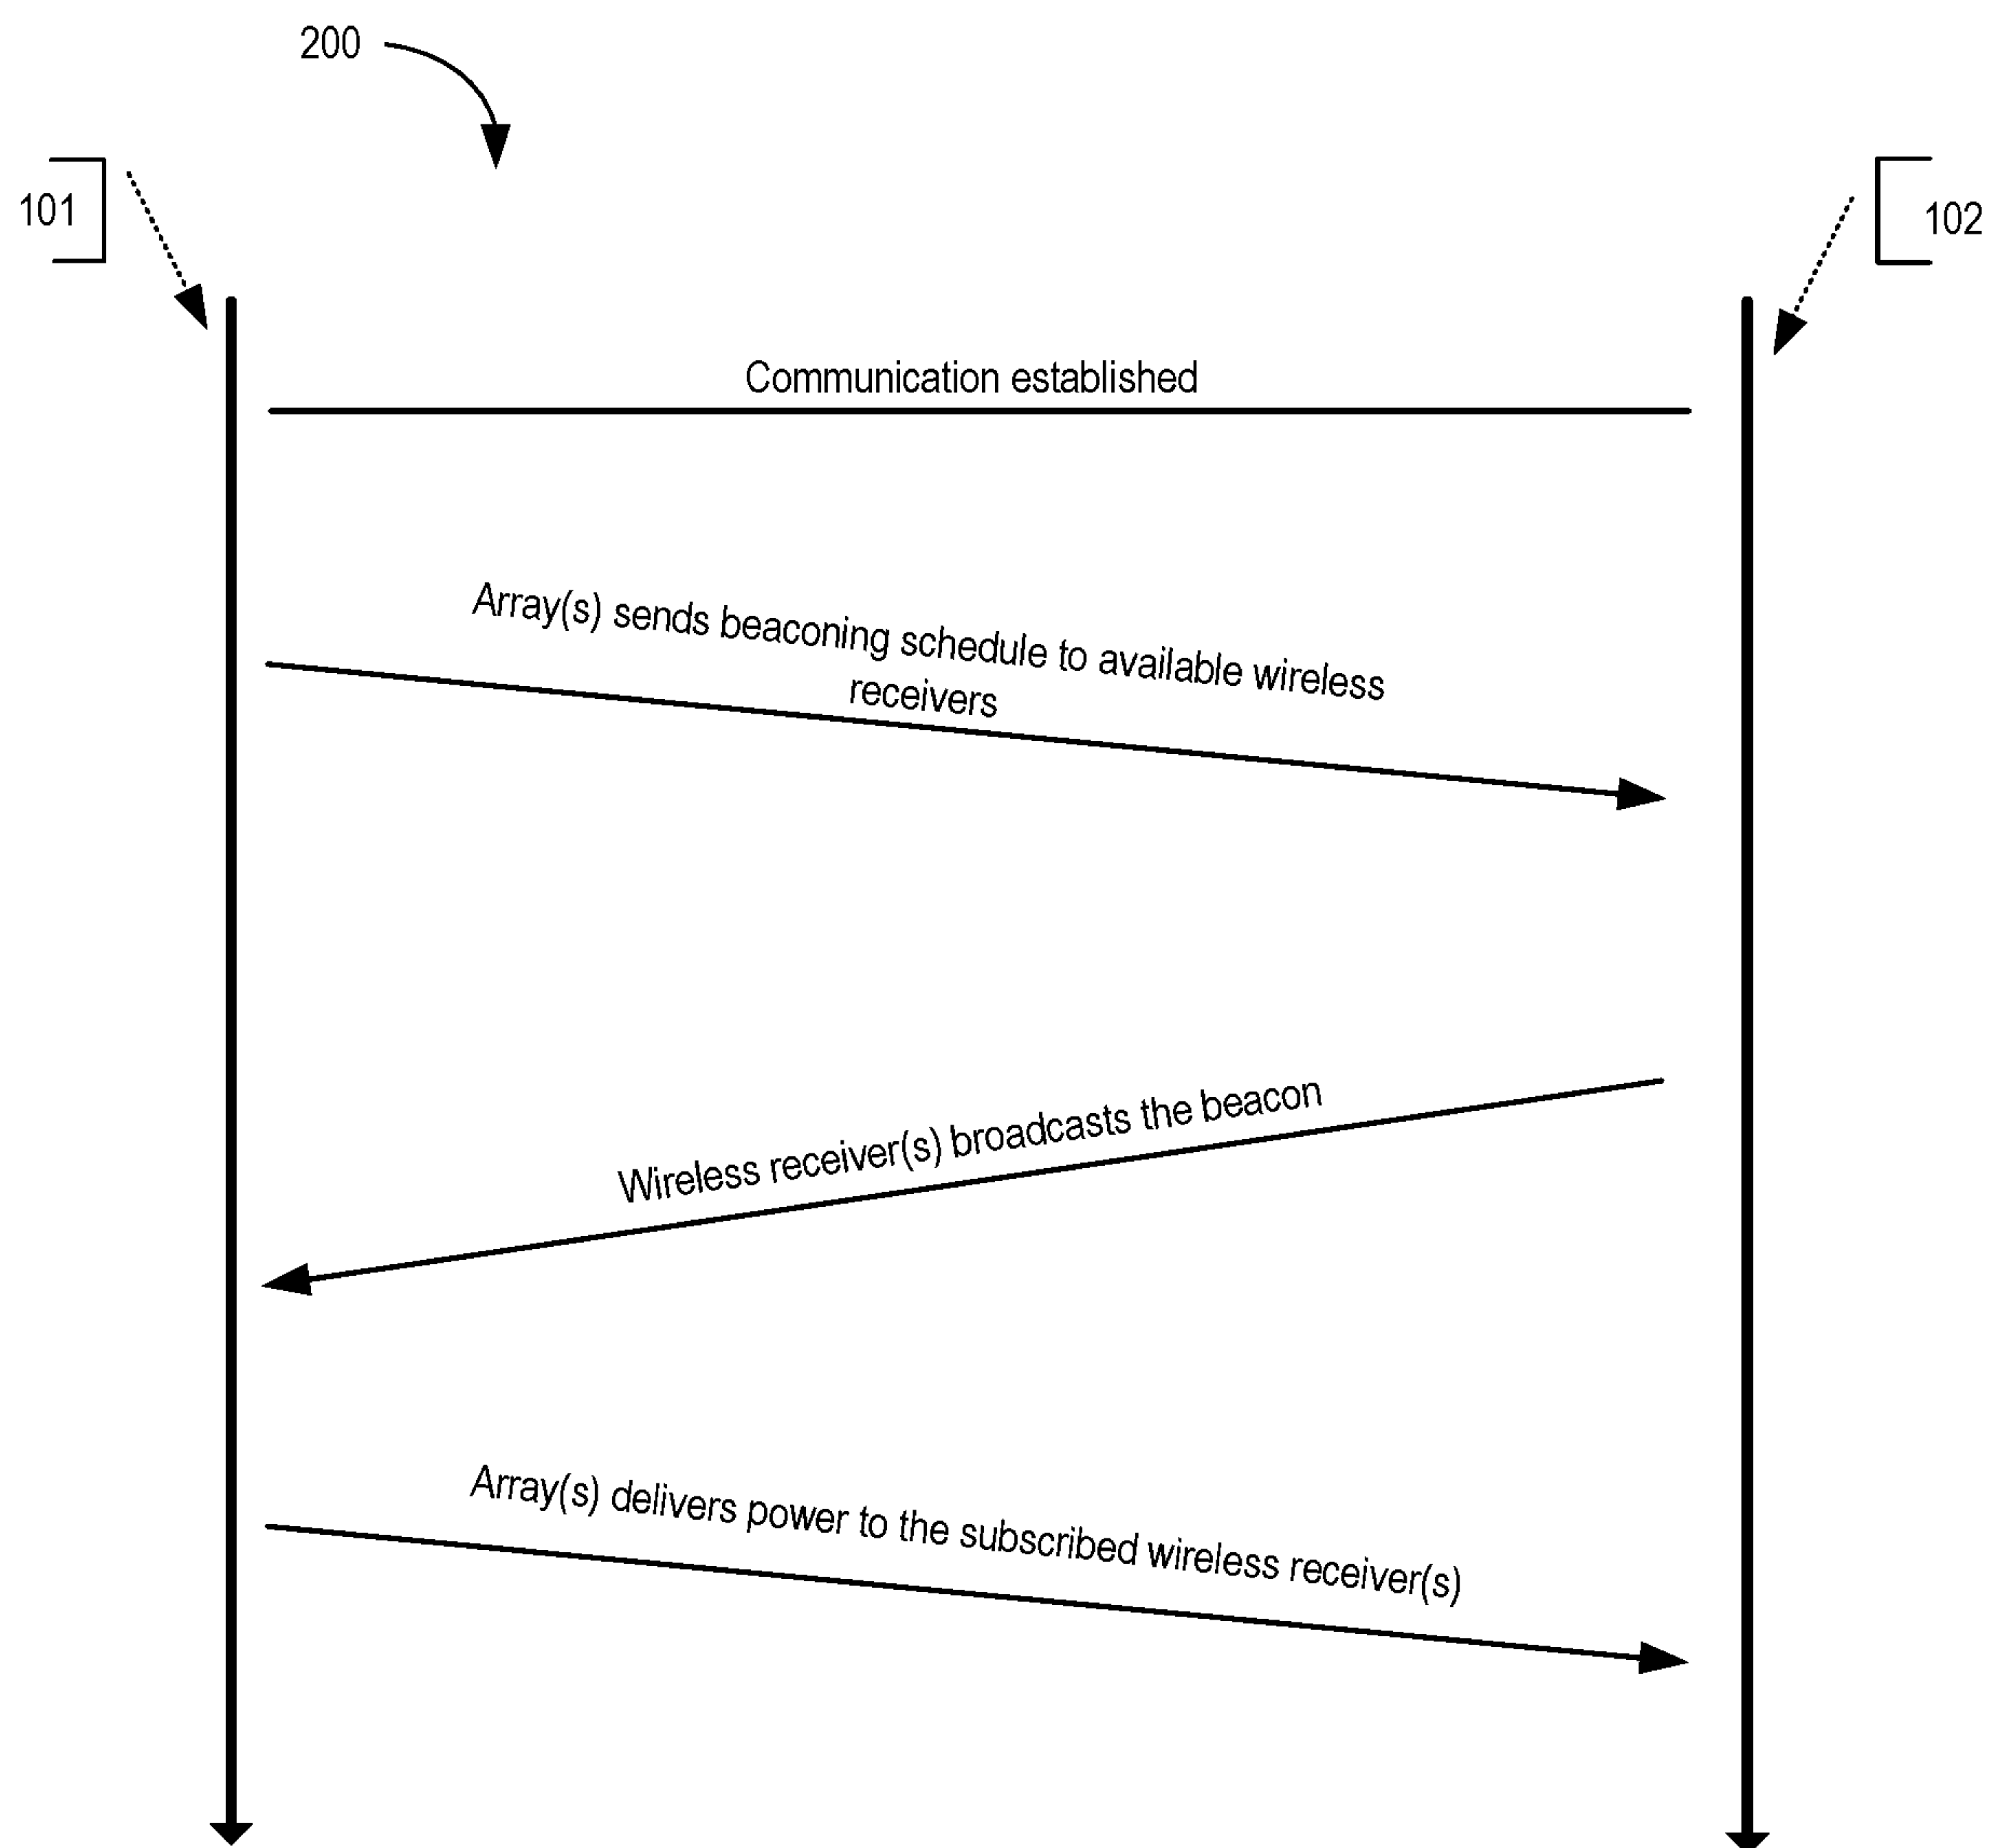 200
101
102
Communication established
Array(s) sends beaconing schedule to available wireless
receivers
Wireless receiver(s) broadcasts the beacon
Array(s) delivers power to the subscribed wireless receiver(s)